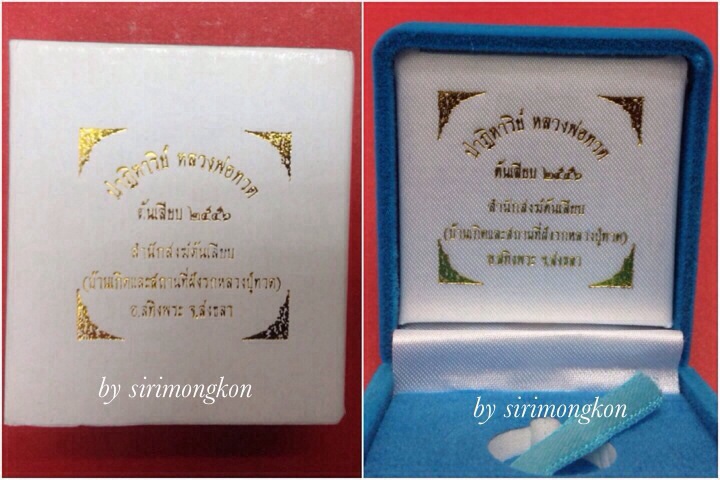 ปาฏิหาริย์ หลวงพ่อทวด
ต้นเลียบ ๒๕๕๖
สำนักสงฆ์ต้นเลียบ
(บ้านเกิดและสถานที่ฝังรกหลวงปู่ทวด)
อ.สทิงพระ จ.สงขลา
by sirimongkon
ปาฏิหาริย์ หลวงพ่อทวด
ต้นเลียบ ๒๕๕๖
สำนักสงฆ์ต้นเลียบ
(บ้านเกิดและสถานที่ฝังรกหลวงปู่ทวด)
อ.สทิงพระ จ.สงขลา
by sirimongkon